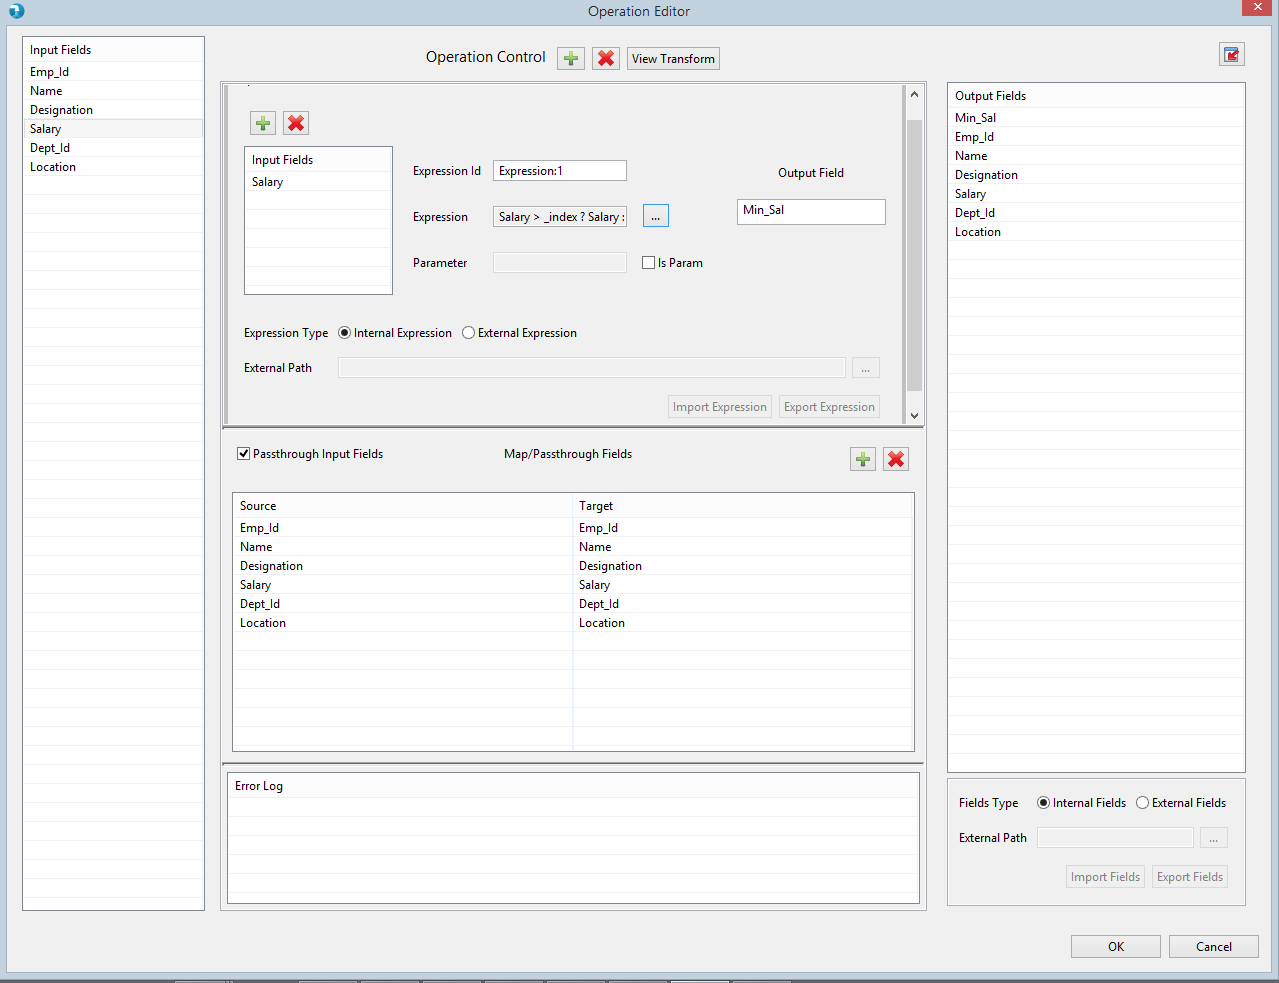 Operation Editor
Input Fields
Emp_Id
Name
Designation
Salary
Dept_Id
Location
Operation Control
View Transform
Input Fields
Salary
Expression Id
Expression:1
Expression
Salary > _index ? Salary :
...
Parameter
Is Param
Output Field
Min_Sal
Expression Type
Internal Expression
External Expression
External Path
...
Import Expression
Export Expression
Passthrough Input Fields
Map/Passthrough Fields
Source Target
Emp_Id Emp_Id
Name Name
Designation Designation
Salary Salary
Dept_Id Dept_Id
Location Location
Error Log
Output Fields
Min_Sal
Emp_Id
Name
Designation
Salary
Dept_Id
Location
Fields Type
Internal Fields
External Fields
External Path
...
Import Fields
Export Fields
OK
Cancel